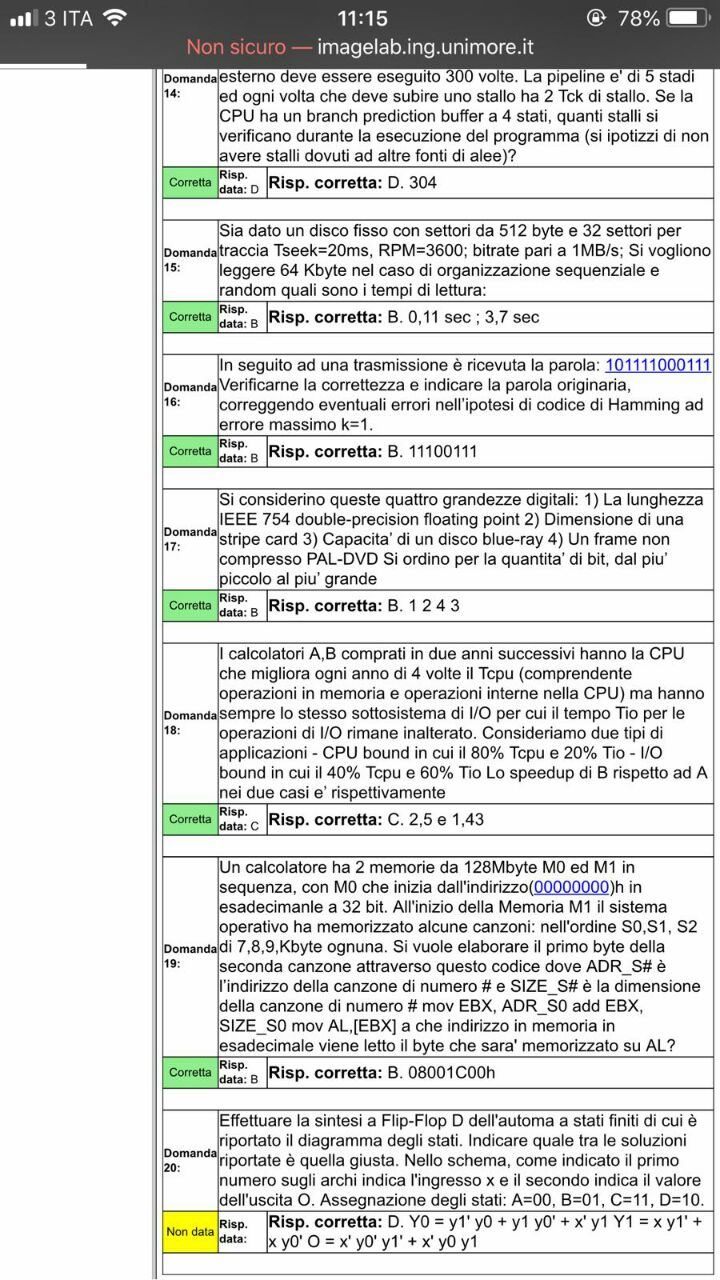 3 ITA 11:15 78%
Non sicuro — imagelab.ing.unimore.it
Domanda 14: esterno deve essere eseguito 300 volte. La pipeline e' di 5 stadi
ed ogni volta che deve subire uno stallo ha 2 Tck di stallo. Se la
CPU ha un branch prediction buffer a 4 stati, quanti stalli si
verificano durante la esecuzione del programma (si ipotizzi di non
avere stalli dovuti ad altre fonti di alee)?
Corretta Risp. data: D Risp. corretta: D. 304
Domanda 15: Sia dato un disco fisso con settori da 512 byte e 32 settori per
traccia Tseek=20ms, RPM=3600; bitrate pari a 1MB/s; Si vogliono
leggere 64 Kbyte nel caso di organizzazione sequenziale e
random quali sono i tempi di lettura:
Corretta Risp. data: B Risp. corretta: B. 0,11 sec ; 3,7 sec
Domanda 16: In seguito ad una trasmissione è ricevuta la parola: 101111000111
Verificarne la correttezza e indicare la parola originaria,
correggendo eventuali errori nell'ipotesi di codice di Hamming ad
errore massimo k=1.
Corretta Risp. data: B Risp. corretta: B. 11100111
Domanda 17: Si considerino queste quattro grandezze digitali: 1) La lunghezza
IEEE 754 double-precision floating point 2) Dimensione di una
stripe card 3) Capacita' di un disco blue-ray 4) Un frame non
compresso PAL-DVD Si ordino per la quantita' di bit, dal piu'
piccolo al piu' grande
Corretta Risp. data: B Risp. corretta: B. 1 2 4 3
Domanda 18: I calcolatori A,B comprati in due anni successivi hanno la CPU
che migliora ogni anno di 4 volte il Tcpu (comprendente
operazioni in memoria e operazioni interne nella CPU) ma hanno
sempre lo stesso sottosistema di I/O per cui il tempo Tio per le
operazioni di I/O rimane inalterato. Consideriamo due tipi di
applicazioni - CPU bound in cui il 80% Tcpu e 20% Tio - I/O
bound in cui il 40% Tcpu e 60% Tio Lo speedup di B rispetto ad A
nei due casi e' rispettivamente
Corretta Risp. data: C Risp. corretta: C. 2,5 e 1,43
Domanda 19: Un calcolatore ha 2 memorie da 128Mbyte M0 ed M1 in
sequenza, con M0 che inizia dall'indirizzo(00000000)h in
esadecimanle a 32 bit. All'inizio della Memoria M1 il sistema
operativo ha memorizzato alcune canzoni: nell'ordine S0,S1, S2
di 7,8,9,Kbyte ognuna. Si vuole elaborare il primo byte della
seconda canzone attraverso questo codice dove ADR_S# è
l'indirizzo della canzone di numero # e SIZE_S# è la dimensione
della canzone di numero # mov EBX, ADR_S0 add EBX,
SIZE_S0 mov AL,[EBX] a che indirizzo in memoria in
esadecimale viene letto il byte che sara' memorizzato su AL?
Corretta Risp. data: B Risp. corretta: B. 08001C00h
Domanda 20: Effettuare la sintesi a Flip-Flop D dell'automa a stati finiti di cui è
riportato il diagramma degli stati. Indicare quale tra le soluzioni
riportate è quella giusta. Nello schema, come indicato il primo
numero sugli archi indica l'ingresso x e il secondo indica il valore
dell'uscita O. Assegnazione degli stati: A=00, B=01, C=11, D=10.
Non data Risp. data: Risp. corretta: D. Y0 = y1' y0 + y1 y0' + x' y1 Y1 = x y1' +
x y0' O = x' y0' y1' + x' y0 y1